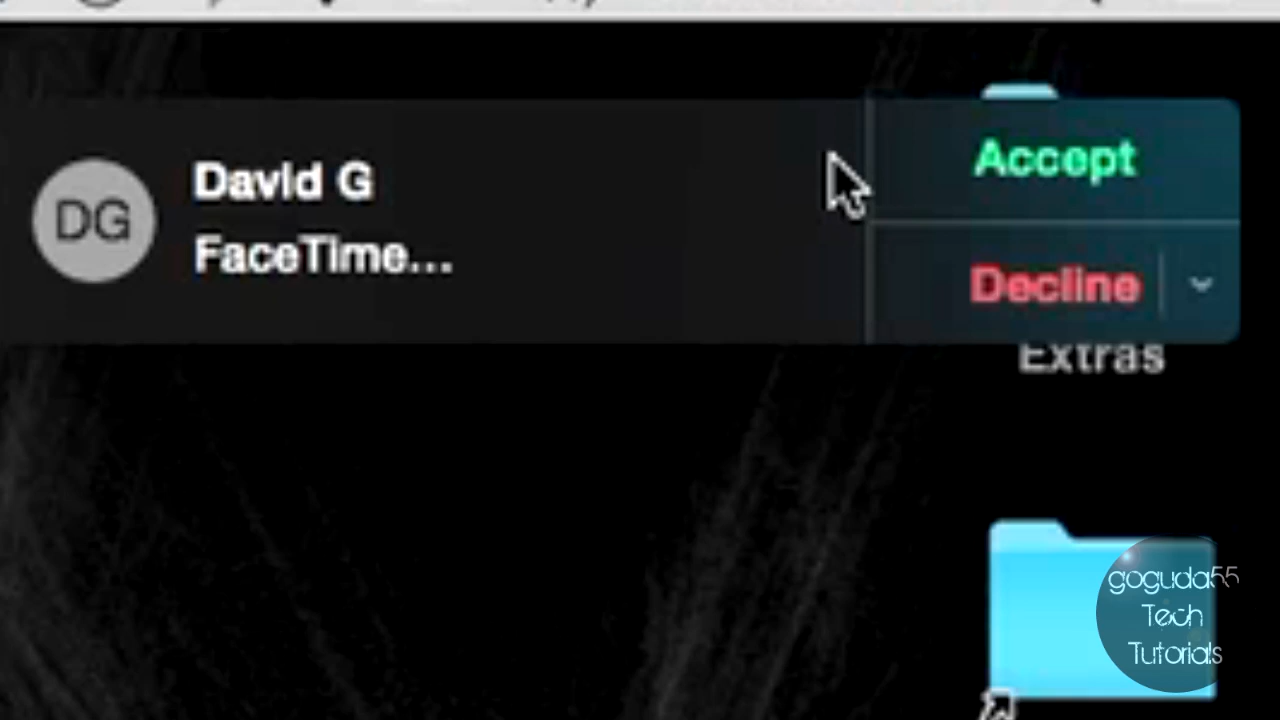 DG
David G
FaceTime...
Accept
Decline
Extras
goguda55
Tech
Tutorials